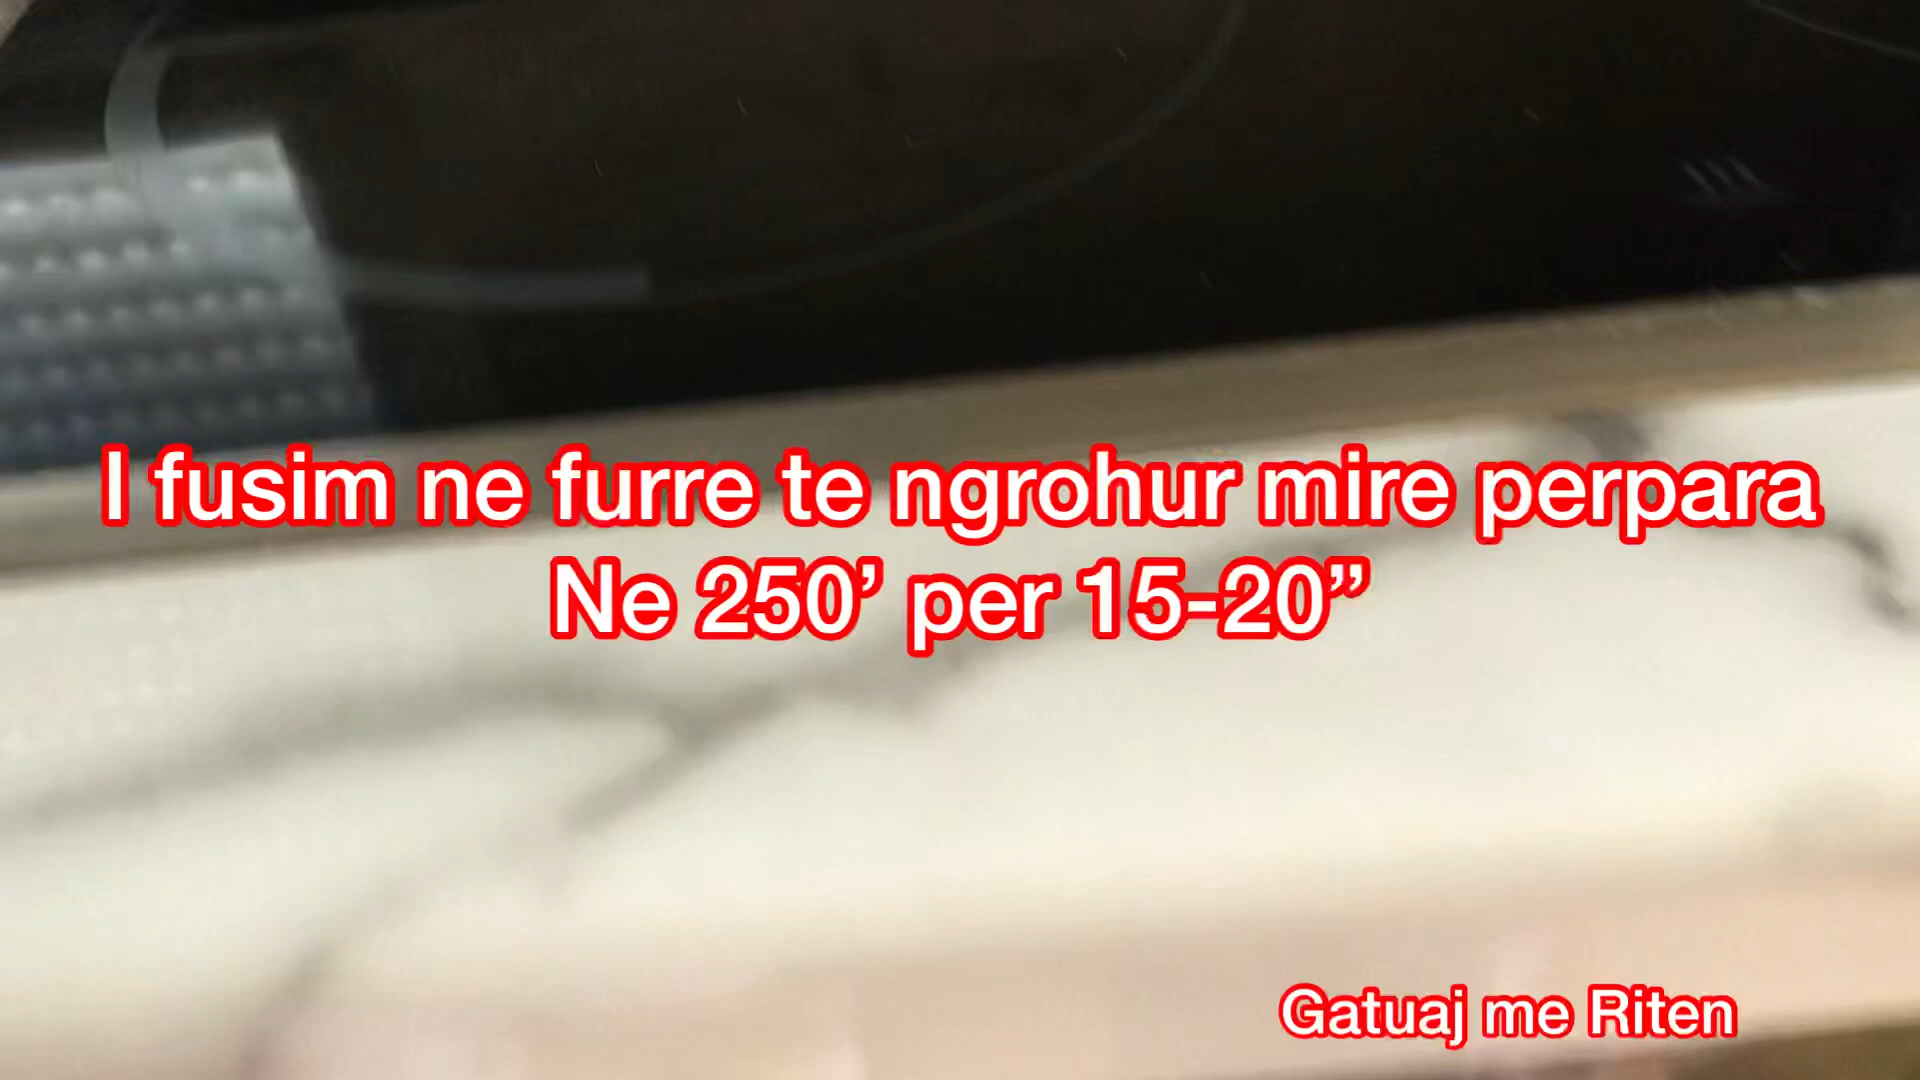 I fusim ne furre te ngrohur mire perpara
Ne 250’ per 15-20”
Gatuaj me Riten